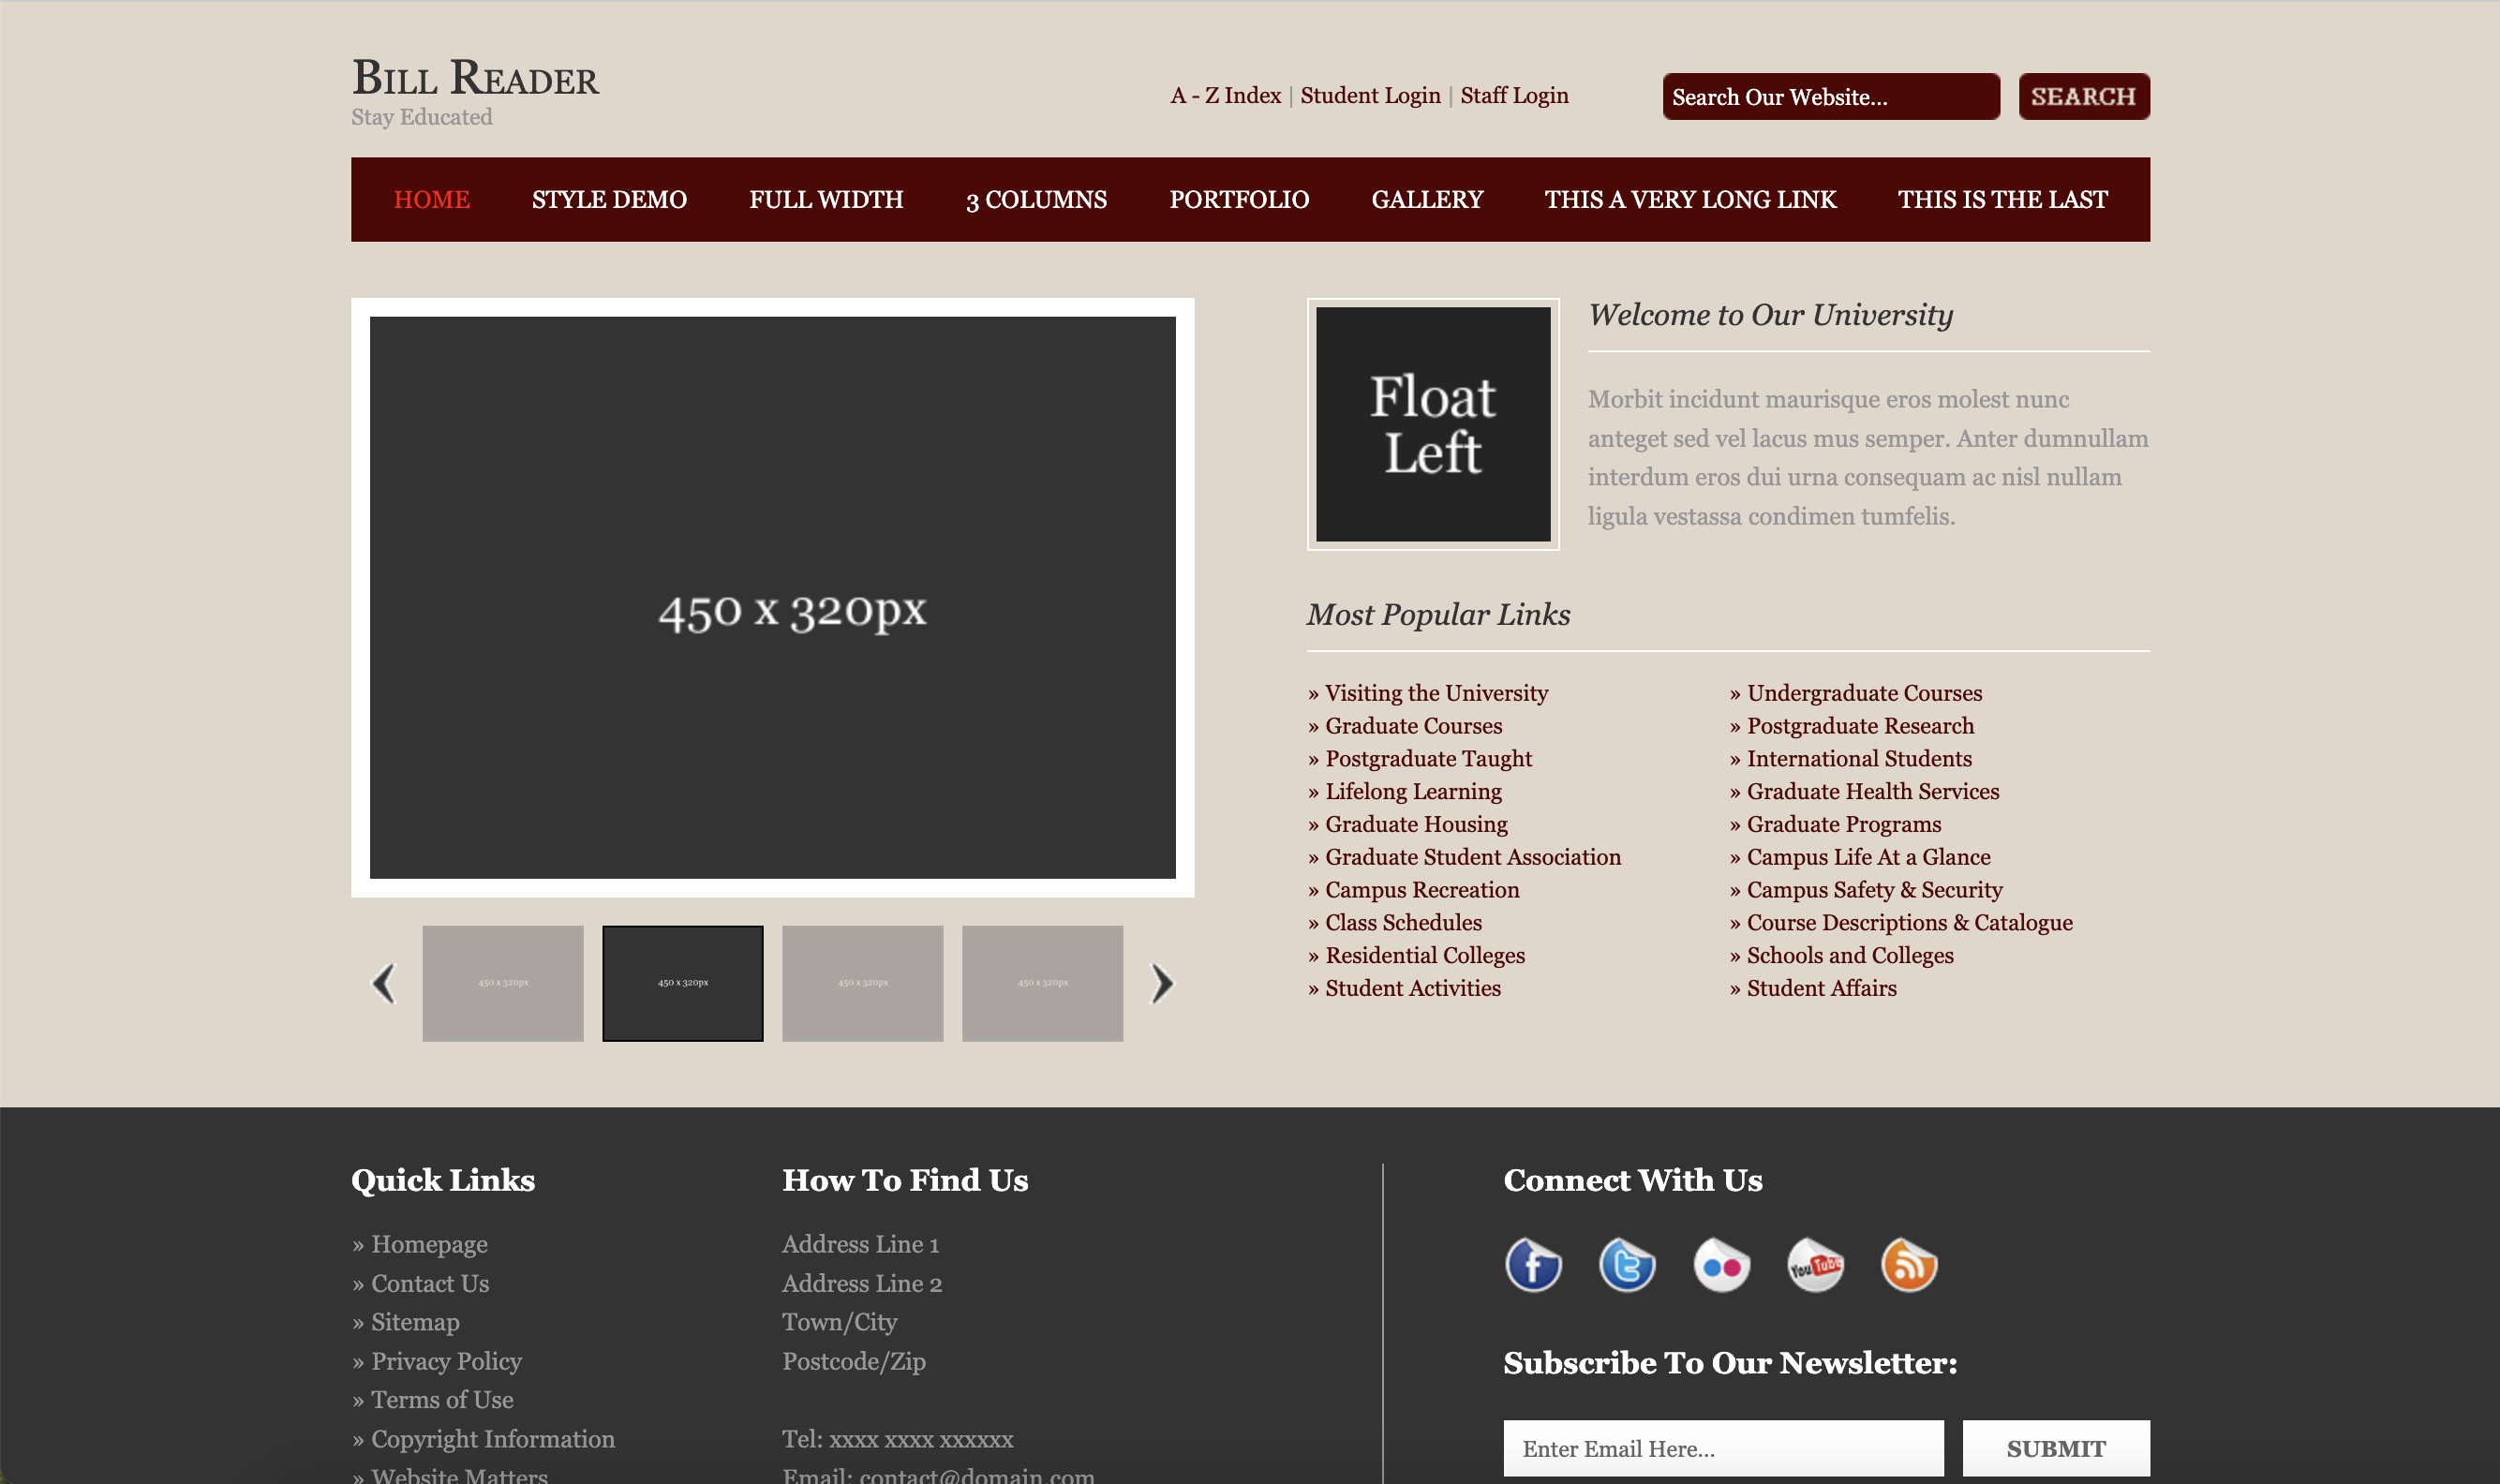 Bill Reader
Stay Educated
A - Z Index | Student Login | Staff Login
Search Our Website...
SEARCH
HOME STYLE DEMO FULL WIDTH 3 COLUMNS PORTFOLIO GALLERY THIS A VERY LONG LINK THIS IS THE LAST
450 x 320px
450 x 320px
450 x 320px
450 x 320px
450 x 320px
Float
Left
Welcome to Our University
Morbit incidunt maurisque eros molest nunc
anteget sed vel lacus mus semper. Anter dumnullam
interdum eros dui urna consequam ac nisl nullam
ligula vestassa condimen tumfelis.
Most Popular Links
» Visiting the University
» Graduate Courses
» Postgraduate Taught
» Lifelong Learning
» Graduate Housing
» Graduate Student Association
» Campus Recreation
» Class Schedules
» Residential Colleges
» Student Activities
» Undergraduate Courses
» Postgraduate Research
» International Students
» Graduate Health Services
» Graduate Programs
» Campus Life At a Glance
» Campus Safety & Security
» Course Descriptions & Catalogue
» Schools and Colleges
» Student Affairs
Quick Links
» Homepage
» Contact Us
» Sitemap
» Privacy Policy
» Terms of Use
» Copyright Information
» Website Matters
How To Find Us
Address Line 1
Address Line 2
Town/City
Postcode/Zip
Tel: xxxx xxxx xxxxxx
Email: contact@domain.com
Connect With Us
You Tube
Subscribe To Our Newsletter:
Enter Email Here...
SUBMIT